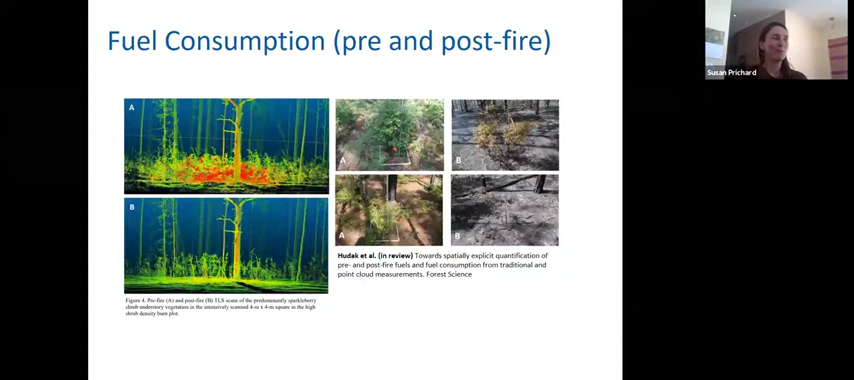 Fuel Consumption (pre and post-fire)
Susan Prichard
A
A
B
B
A
B
Hudak et al. (in review) Towards spatially explicit quantification of
pre- and post-fire fuels and fuel consumption from traditional and
point cloud measurements. Forest Science
Figure 4. Pre-fire (A) and post-fire (B) TLS scans of the predominantly sparkleberry
shrub understory vegetation in the intensively scanned 4-m x 4-m square in the high
shrub density burn plot.